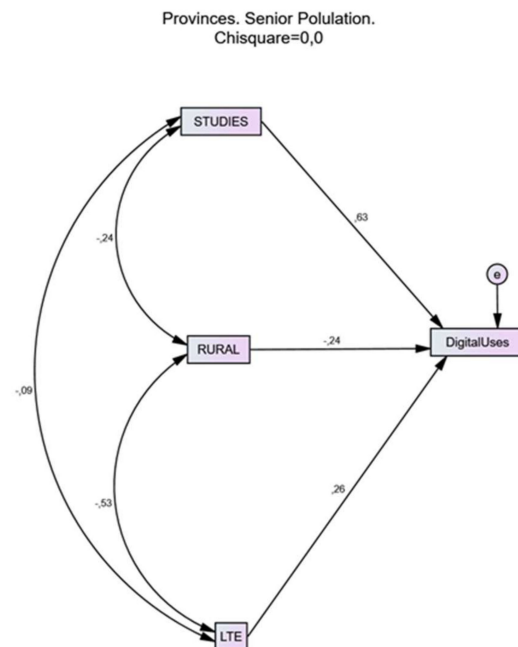 Provinces. Senior Polulation.
Chisquare=0,0
STUDIES
,63
-,24
e
RURAL
-,24
DigitalUses
-,09
-,53
,26
LTE